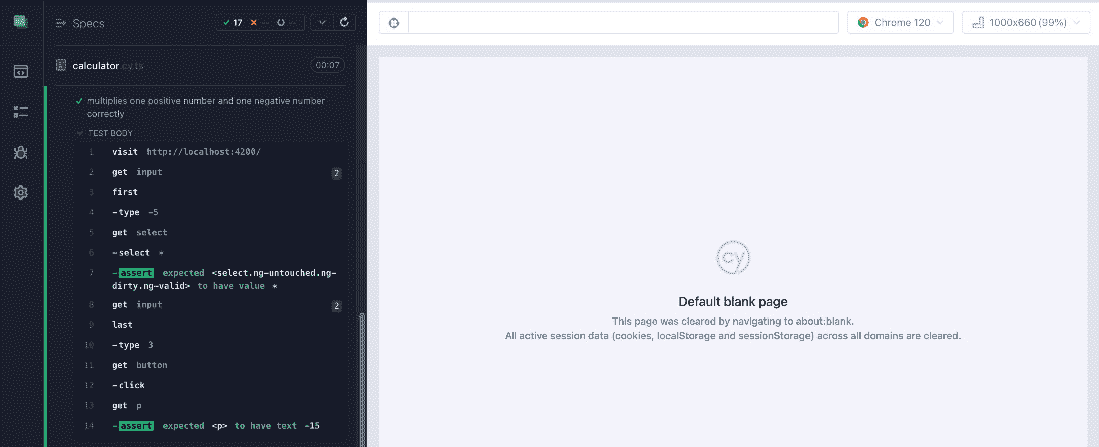 Specs
17 -- --
calculator.cy.ts
00:07
multiplies one positive number and one negative number
correctly
TEST BODY
1 visit http://localhost:4200/
2 get input 2
3 first
4 -type -5
5 get select
6 -select *
7 -assert expected <select.ng-untouched.ng-
dirty.ng-valid> to have value *
8 get input 2
9 last
10 -type 3
11 get button
12 -click
13 get p
14 -assert expected <p> to have text -15
Chrome 120
1000x660 (99%)
cy
Default blank page
This page was cleared by navigating to about:blank.
All active session data (cookies, localStorage and sessionStorage) across all domains are cleared.